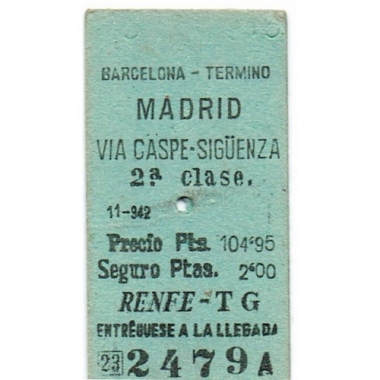 BARCELONA - TERMINO
MADRID
VIA CASPE-SIGÜENZA
2.ª clase.
11-942
Precio Pts. 104'95
Seguro Ptas. 2'00
RENFE - T G
ENTRÉGUESE A LA LLEGADA
23 2479 A